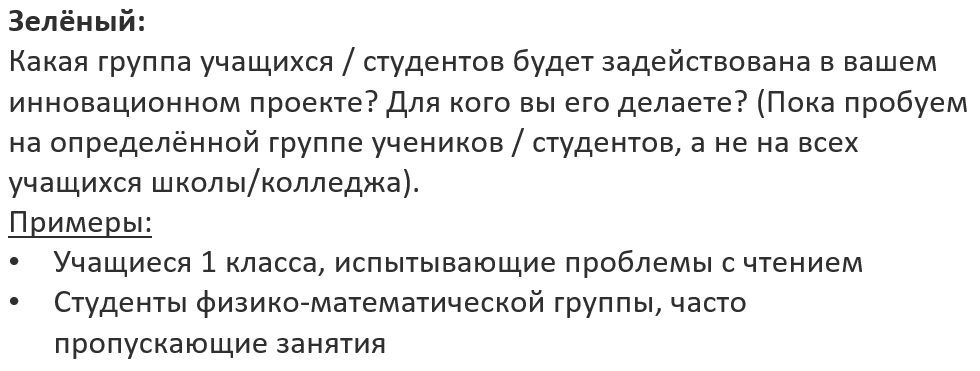 Зелёный:
Какая группа учащихся / студентов будет задействована в вашем
инновационном проекте? Для кого вы его делаете? (Пока пробуем
на определённой группе учеников / студентов, а не на всех
учащихся школы/колледжа).
Примеры:
• Учащиеся 1 класса, испытывающие проблемы с чтением
• Студенты физико-математической группы, часто
пропускающие занятия